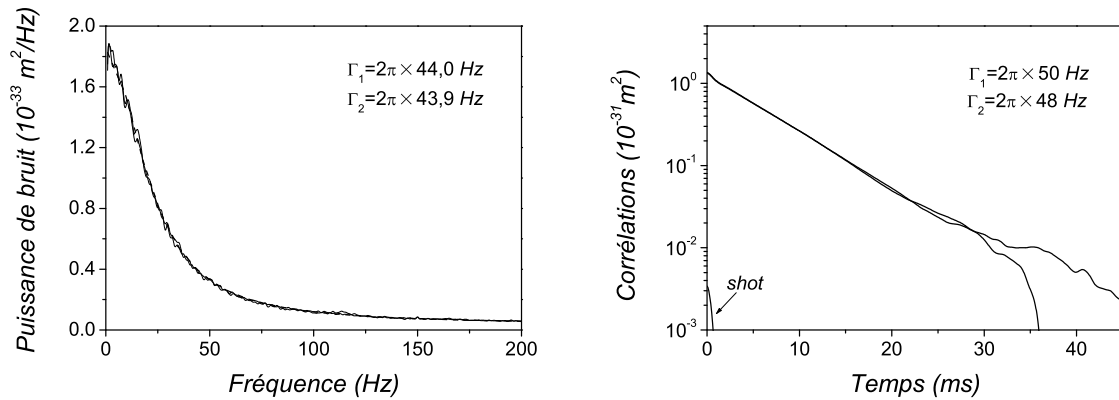 Puissance de bruit (10⁻³³ m²/Hz)
2.0
1.6
1.2
0.8
0.4
0.0
0
50
100
150
200
Fréquence (Hz)
Γ₁=2π × 44,0 Hz
Γ₂=2π × 43,9 Hz
Corrélations (10⁻³¹m²)
10⁰
10⁻¹
10⁻²
10⁻³
0
10
20
30
40
Temps (ms)
Γ₁=2π × 50 Hz
Γ₂=2π × 48 Hz
shot